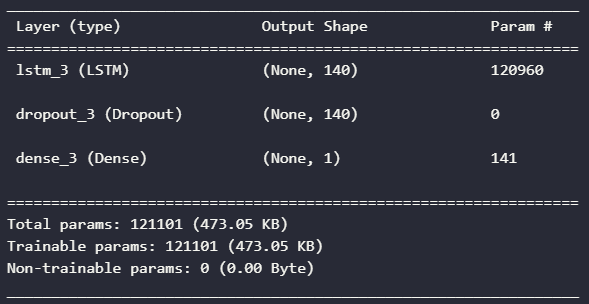 _________________________________________________________________
Layer (type)                Output Shape              Param #
=================================================================
lstm_3 (LSTM)               (None, 140)               120960
dropout_3 (Dropout)         (None, 140)               0
dense_3 (Dense)             (None, 1)                 141
=================================================================
Total params: 121101 (473.05 KB)
Trainable params: 121101 (473.05 KB)
Non-trainable params: 0 (0.00 Byte)
_________________________________________________________________